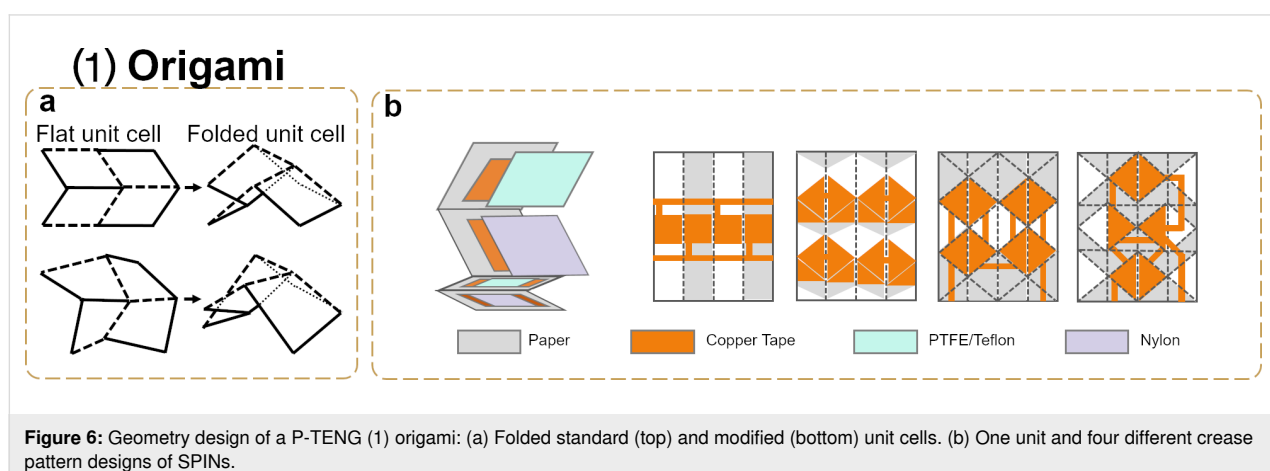 (1) Origami
a
Flat unit cell Folded unit cell
b
Paper
Copper Tape
PTFE/Teflon
Nylon
Figure 6: Geometry design of a P-TENG (1) origami: (a) Folded standard (top) and modified (bottom) unit cells. (b) One unit and four different crease
pattern designs of SPINs.